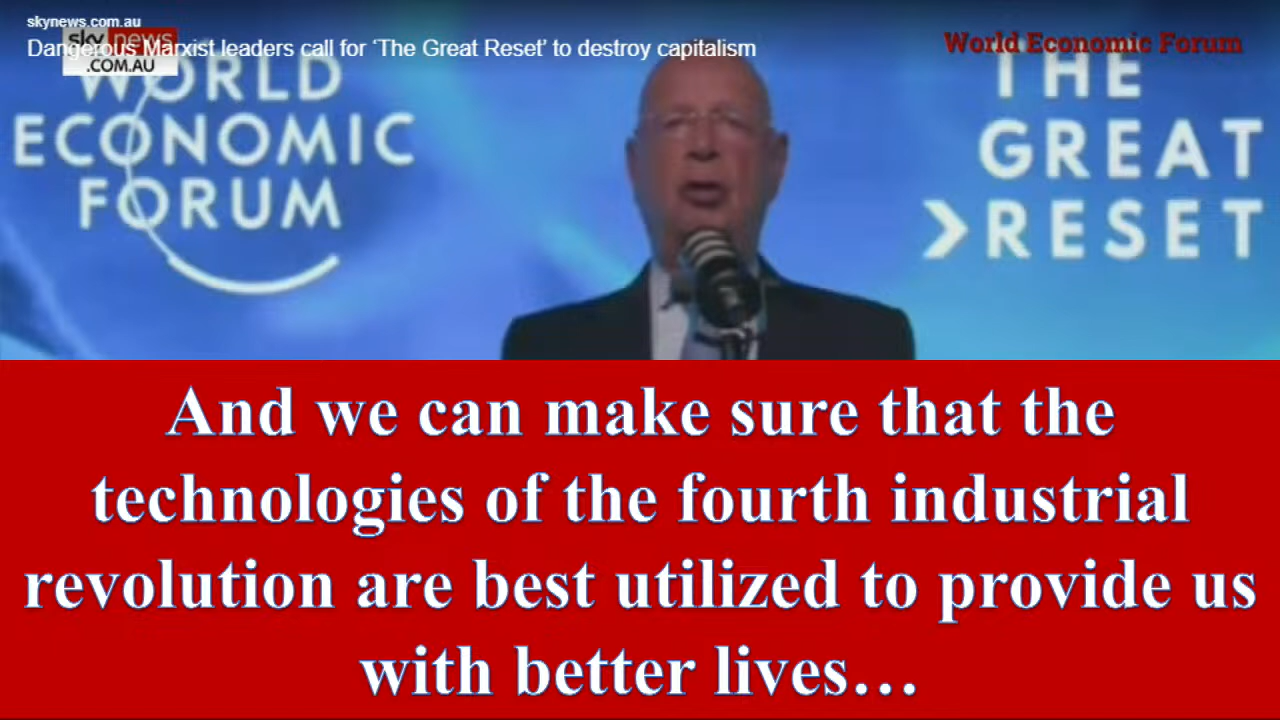 skynews.com.au
Dangerous Marxist leaders call for ‘The Great Reset’ to destroy capitalism
sky news
.COM.AU
World Economic Forum
WORLD
ECONOMIC
FORUM
THE
GREAT
RESET
And we can make sure that the
technologies of the fourth industrial
revolution are best utilized to provide us
with better lives…